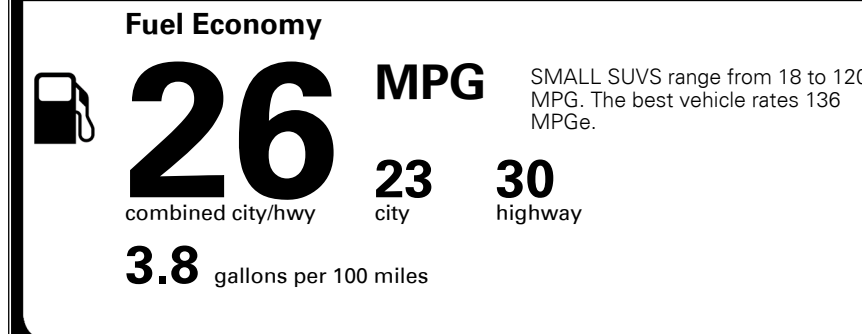 Fuel Economy
26 MPG
SMALL SUVS range from 18 to 120
MPG. The best vehicle rates 136
MPGe.
23 30
combined city/hwy city highway
3.8 gallons per 100 miles